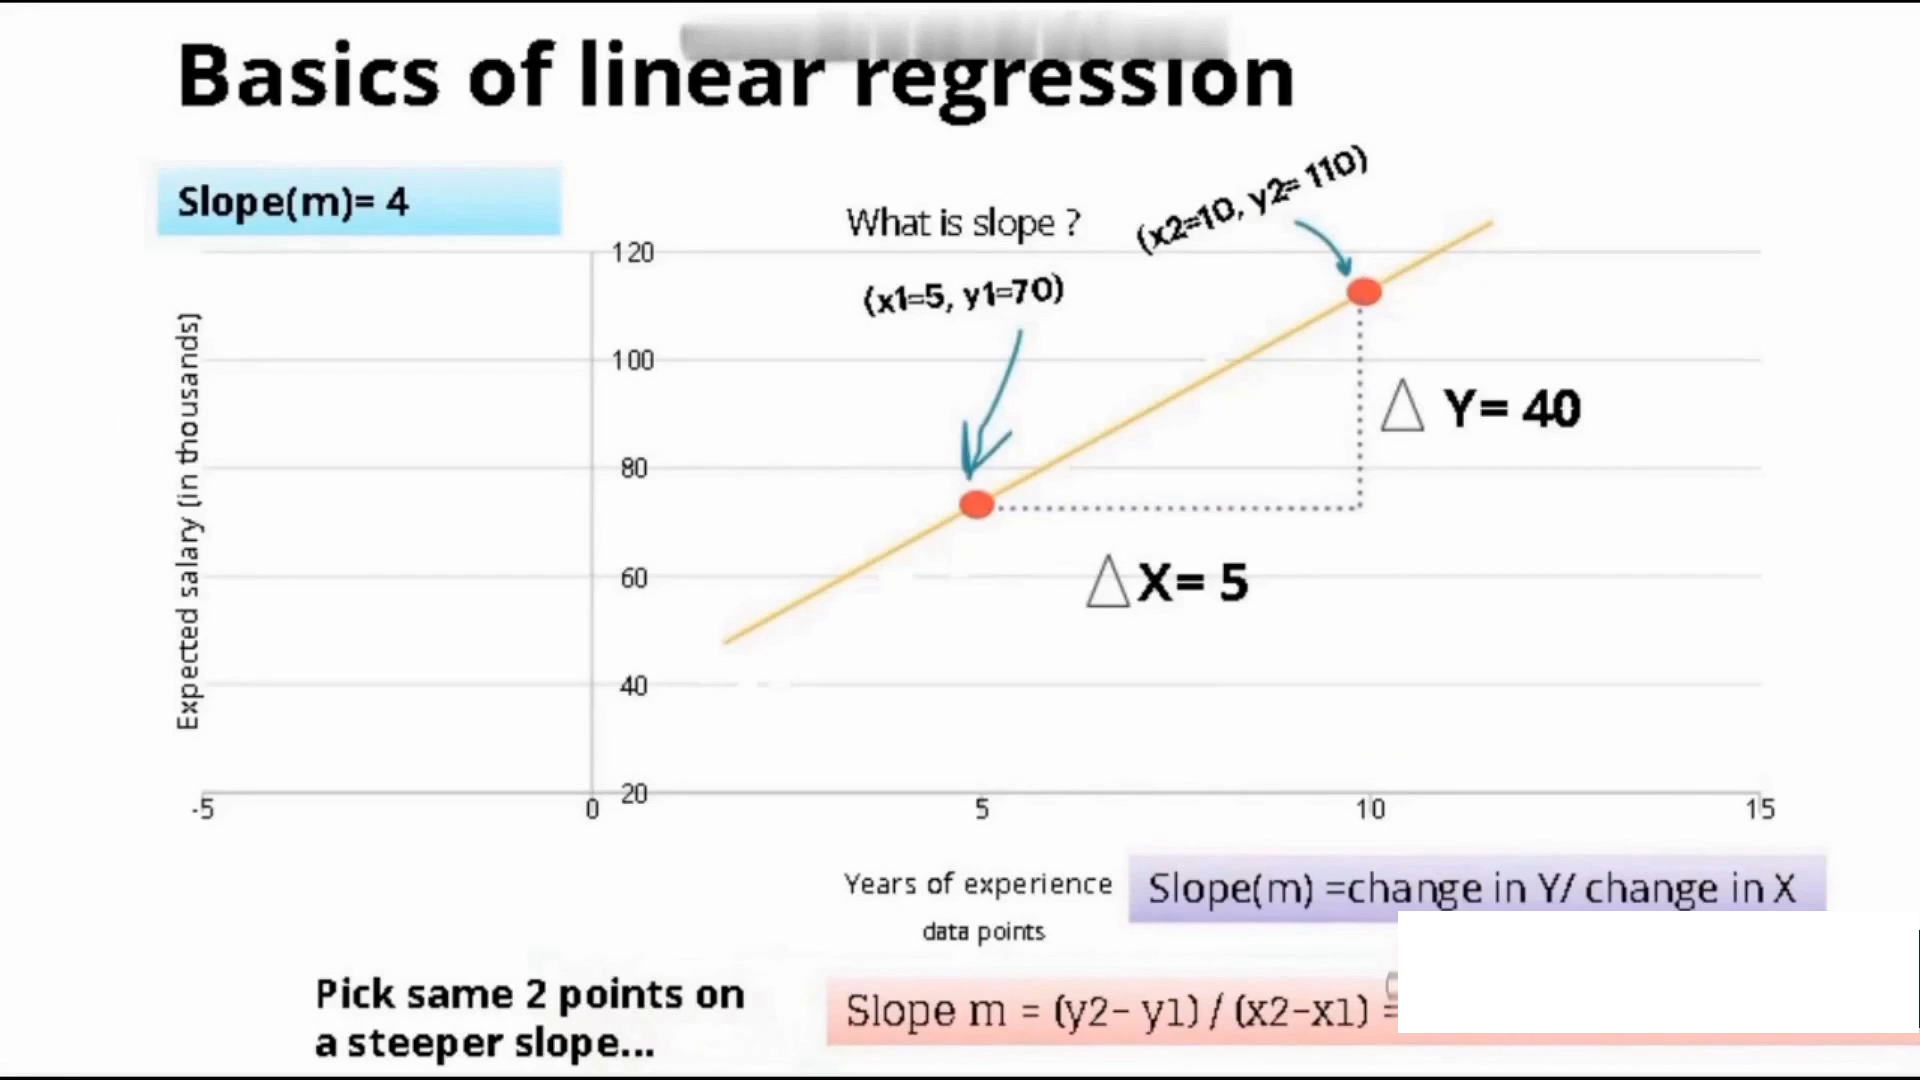 Basics of linear regression
Slope(m)= 4
What is slope ?
(x2=10, y2= 110)
(x1=5, y1=70)
Expected salary (in thousands)
120
100
80
60
40
20
△ Y= 40
△X= 5
-5
0
5
10
15
Years of experience
data points
Slope(m) =change in Y/ change in X
Pick same 2 points on
a steeper slope...
Slope m = (y2- y1) / (x2-x1) =